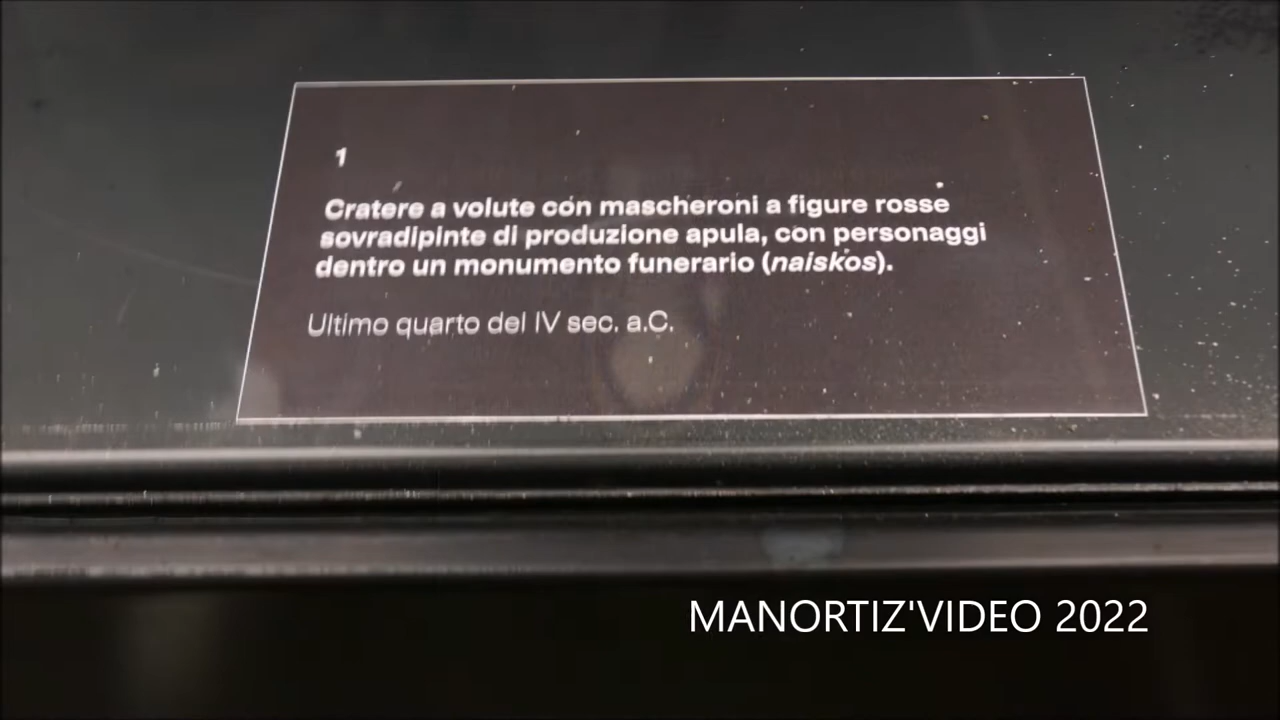 1
Cratere a volute con mascheroni a figure rosse
sovradipinte di produzione apula, con personaggi
dentro un monumento funerario (naiskos).
Ultimo quarto del IV sec. a.C.
MANORTIZ'VIDEO 2022